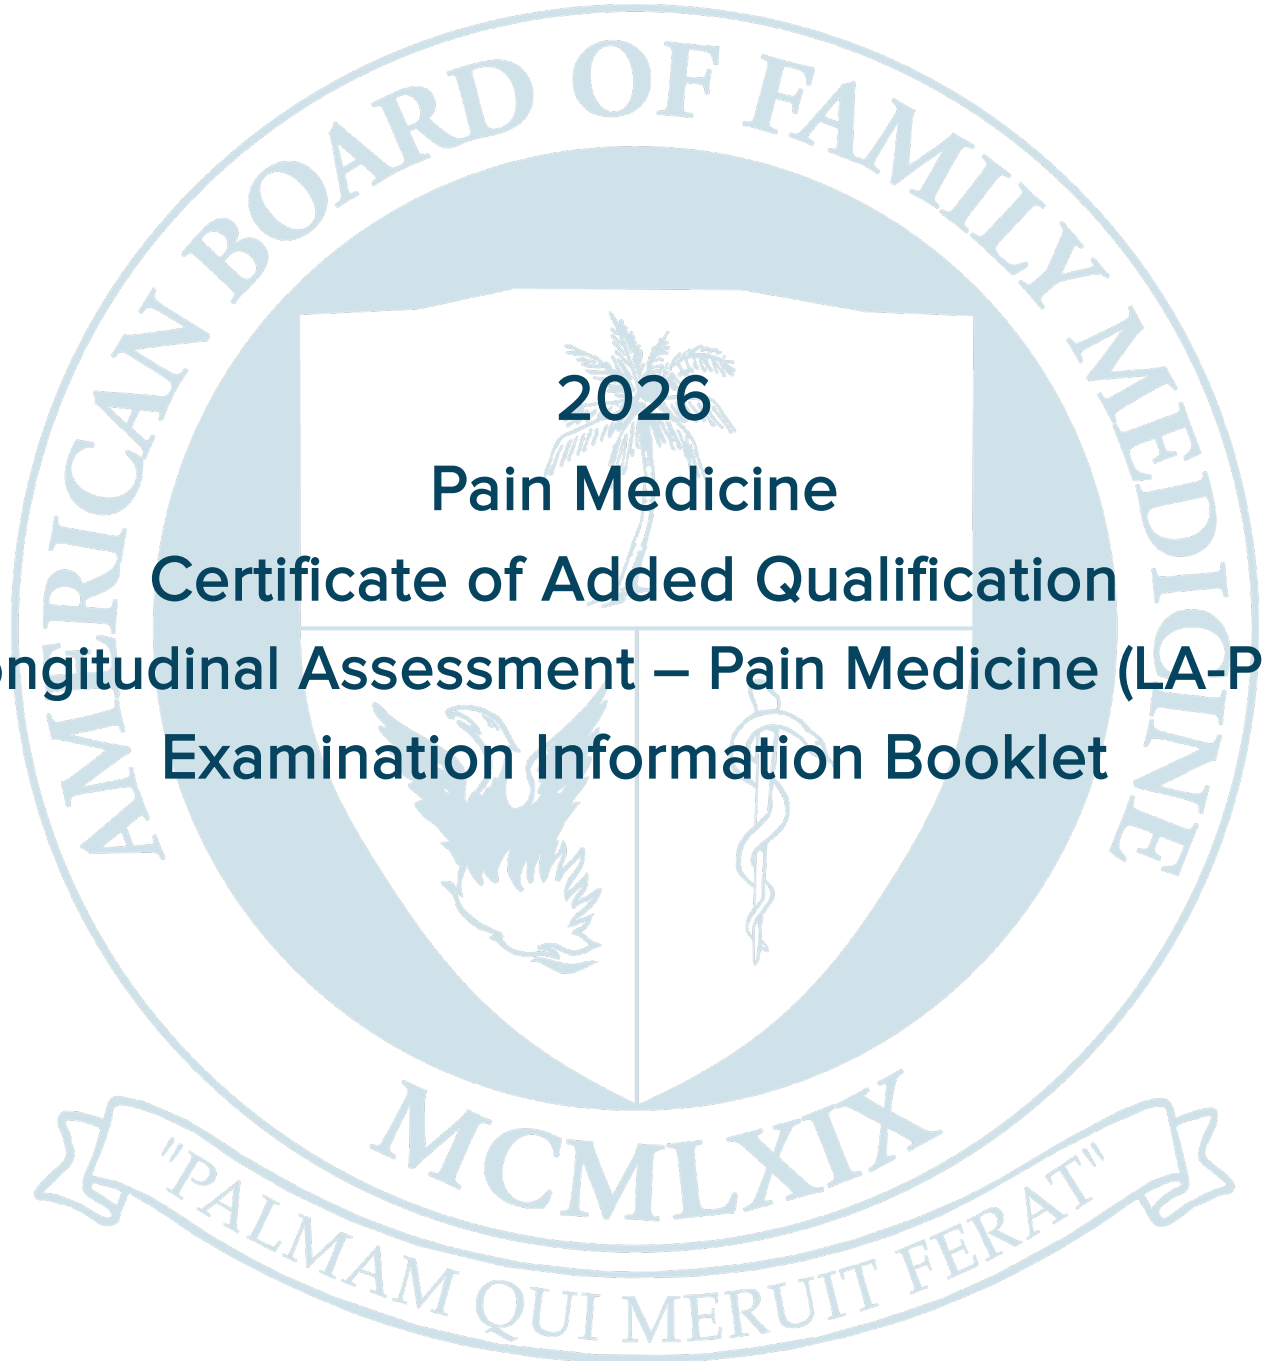 AMERICAN BOARD OF FAMILY MEDICINE
2026
Pain Medicine
Certificate of Added Qualification
ongitudinal Assessment – Pain Medicine (LA-P
Examination Information Booklet
MCMLXIX
"PALMAM QUI MERUIT FERAT"